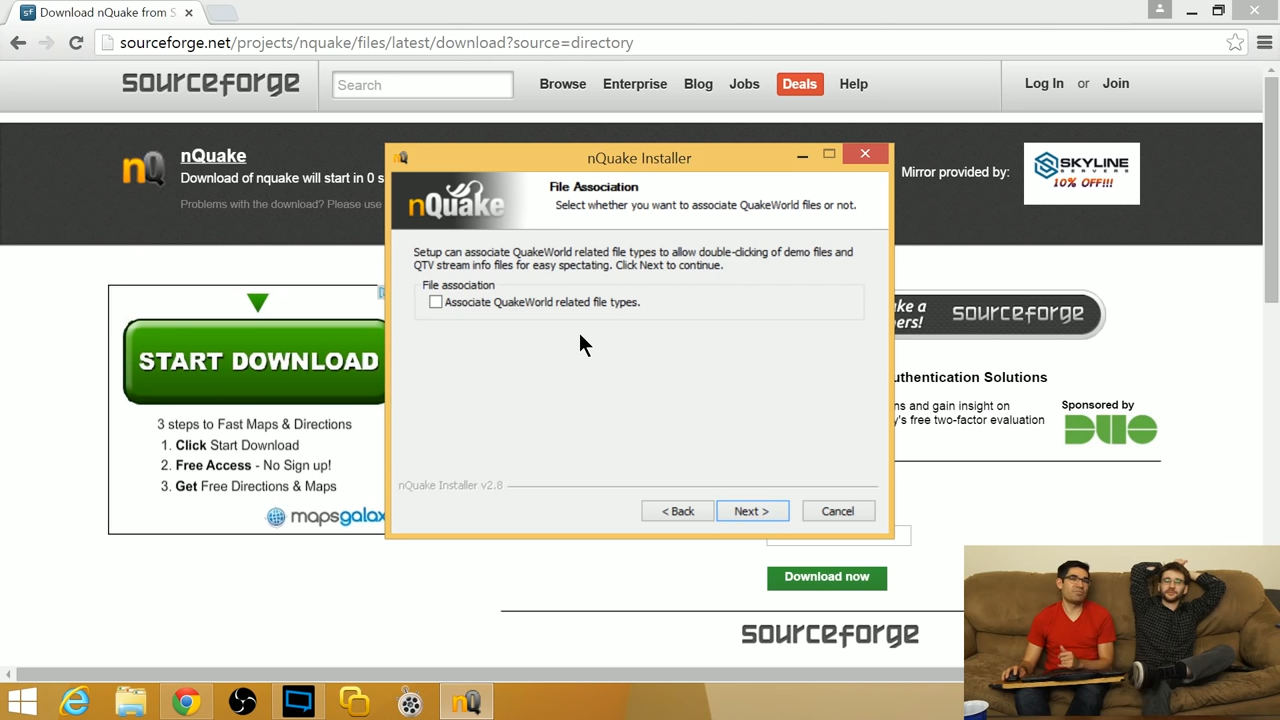 Download nQuake from S
sourceforge.net/projects/nquake/files/latest/download?source=directory
sourceforge
Search
Browse Enterprise Blog Jobs Deals Help
Log In or Join
nQ
nQuake
Download of nquake will start in 0 s
Problems with the download? Please use
Mirror provided by:
SKYLINE
SERVERS
10% OFF!!!
nQuake Installer
nQuake
File Association
Select whether you want to associate QuakeWorld files or not.
Setup can associate QuakeWorld related file types to allow double-clicking of demo files and
QTV stream info files for easy spectating. Click Next to continue.
File association
Associate QuakeWorld related file types.
nQuake Installer v2.8
< Back Next > Cancel
START DOWNLOAD
3 steps to Fast Maps & Directions
1. Click Start Download
2. Free Access - No Sign up!
3. Get Free Directions & Maps
mapsgalax
ke a
ers!
sourceforge
uthentication Solutions
ns and gain insight on
y's free two-factor evaluation
Sponsored by
DUO
Download now
sourceforge
nQ